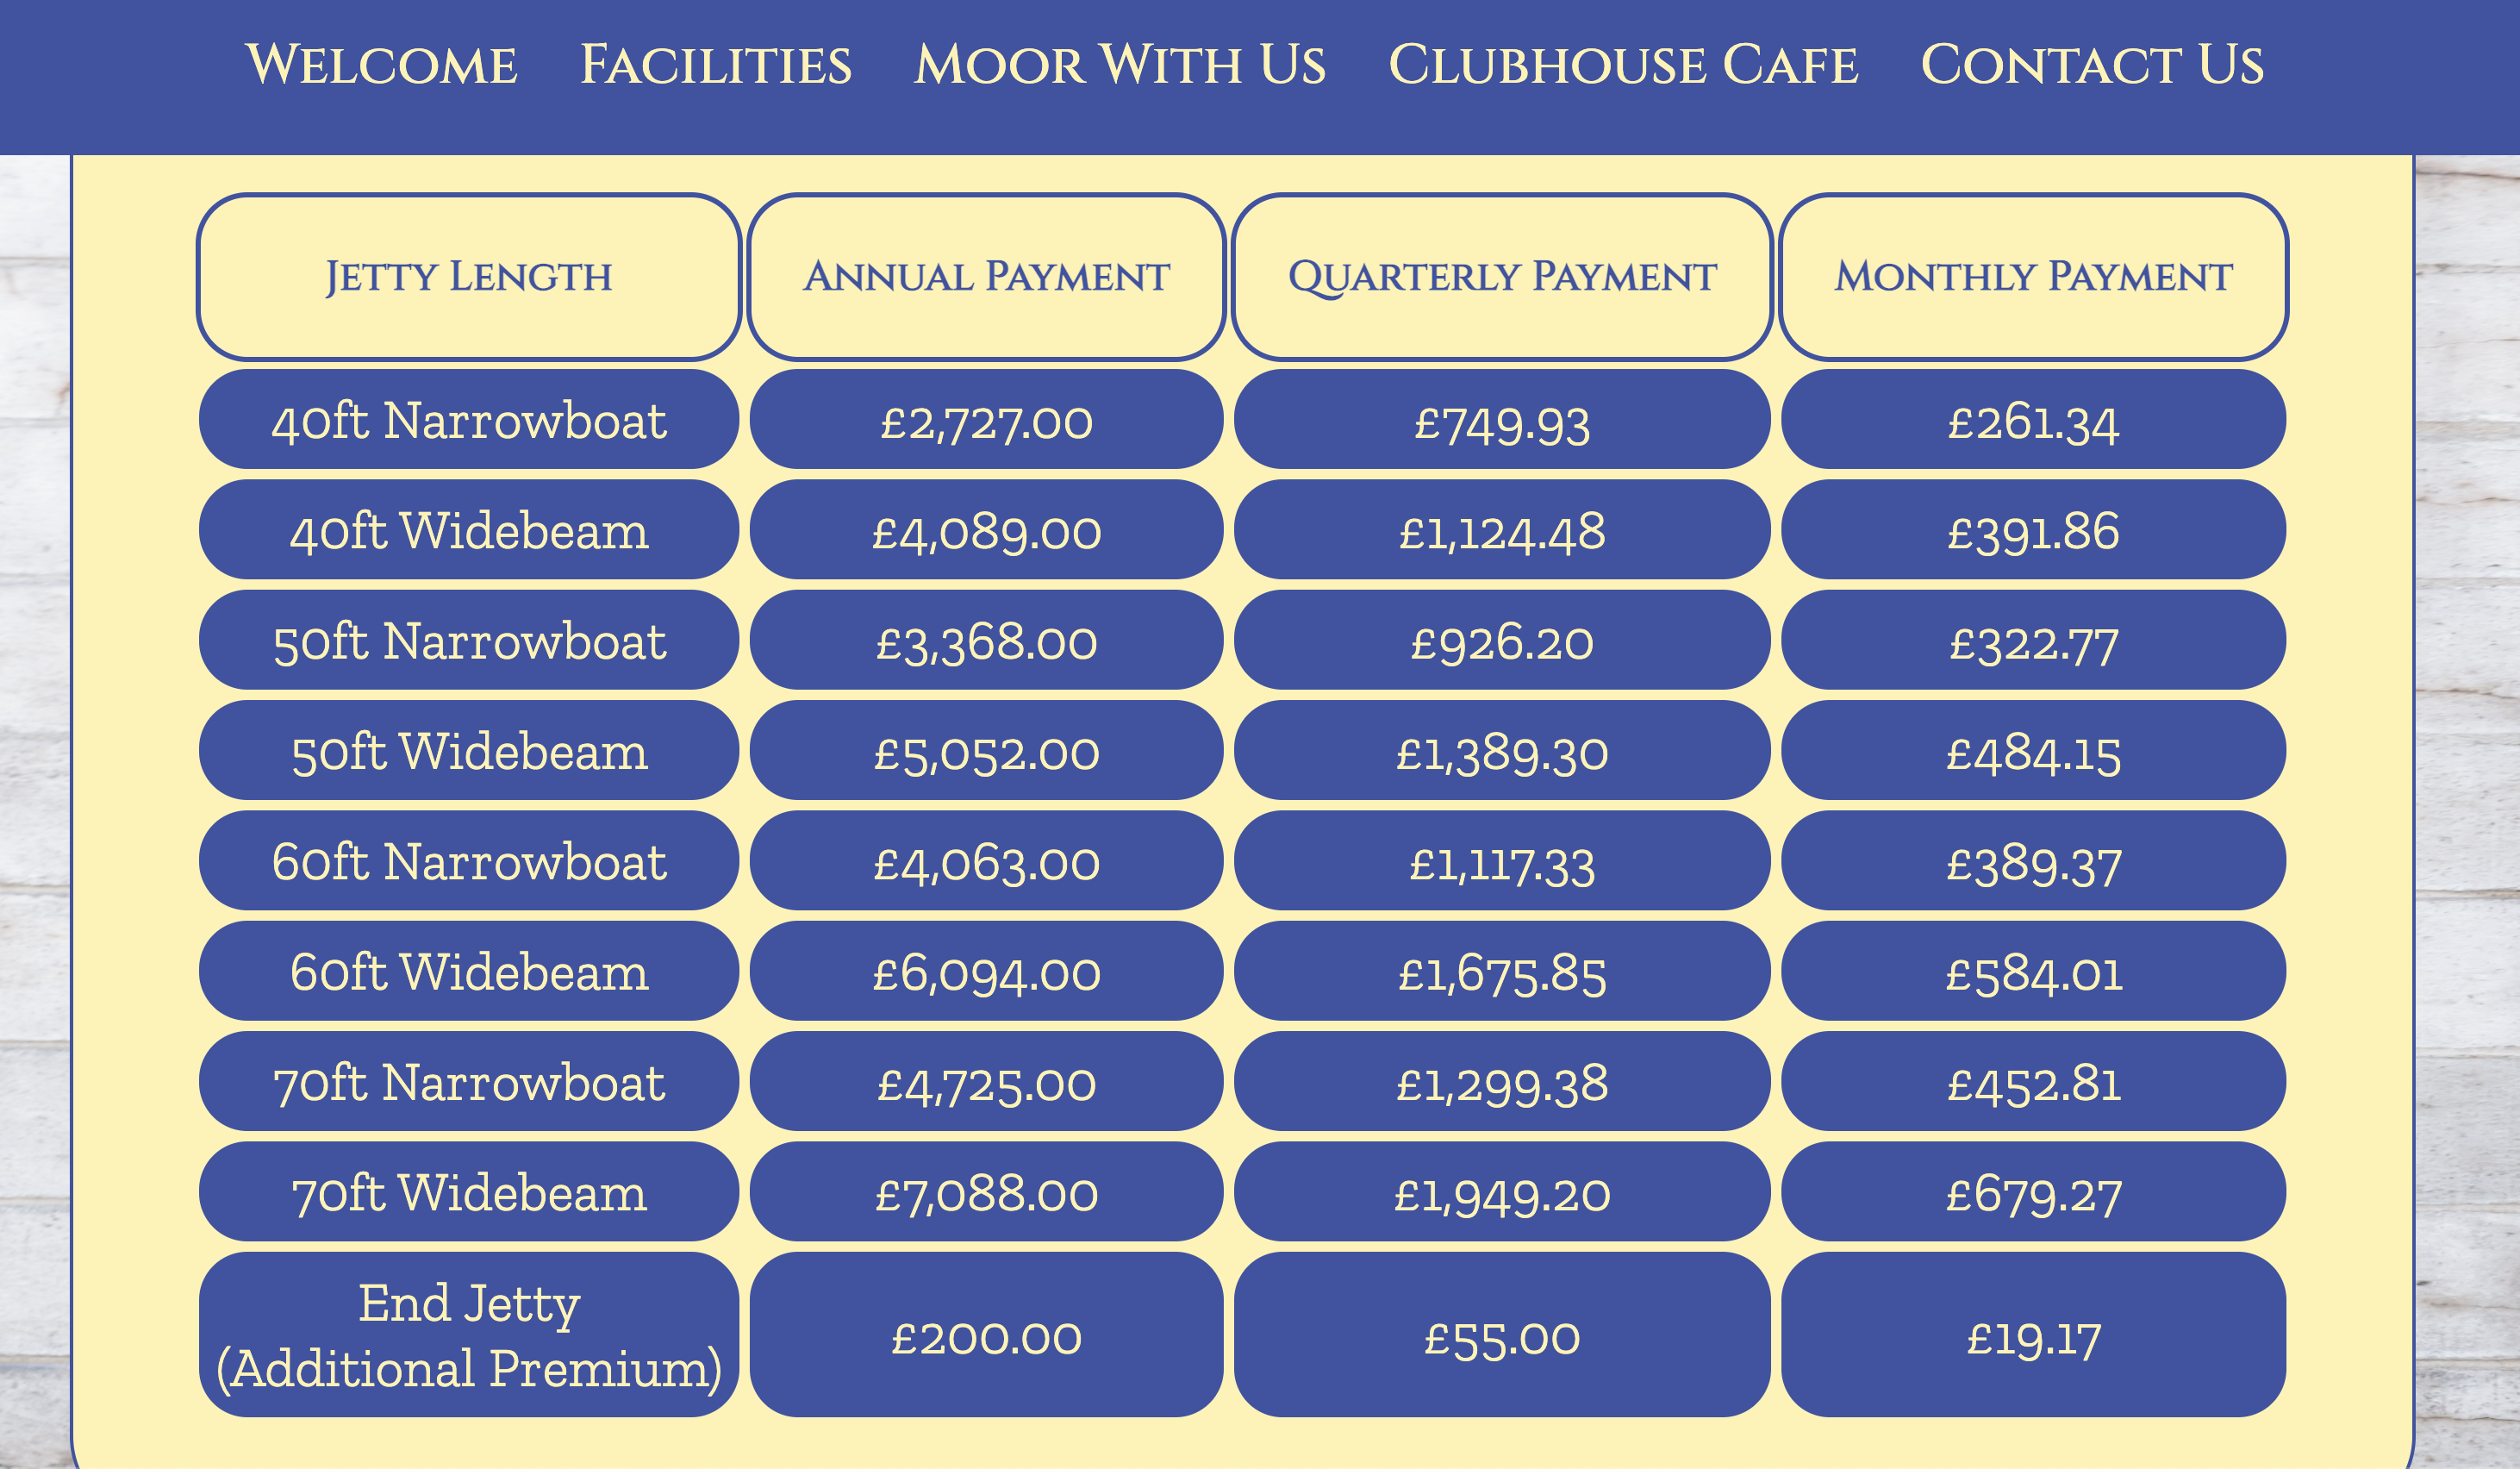 Welcome Facilities Moor With Us Clubhouse Cafe Contact Us
Jetty Length Annual Payment Quarterly Payment Monthly Payment
40ft Narrowboat £2,727.00 £749.93 £261.34
40ft Widebeam £4,089.00 £1,124.48 £391.86
50ft Narrowboat £3,368.00 £926.20 £322.77
50ft Widebeam £5,052.00 £1,389.30 £484.15
60ft Narrowboat £4,063.00 £1,117.33 £389.37
60ft Widebeam £6,094.00 £1,675.85 £584.01
70ft Narrowboat £4,725.00 £1,299.38 £452.81
70ft Widebeam £7,088.00 £1,949.20 £679.27
End Jetty
(Additional Premium) £200.00 £55.00 £19.17